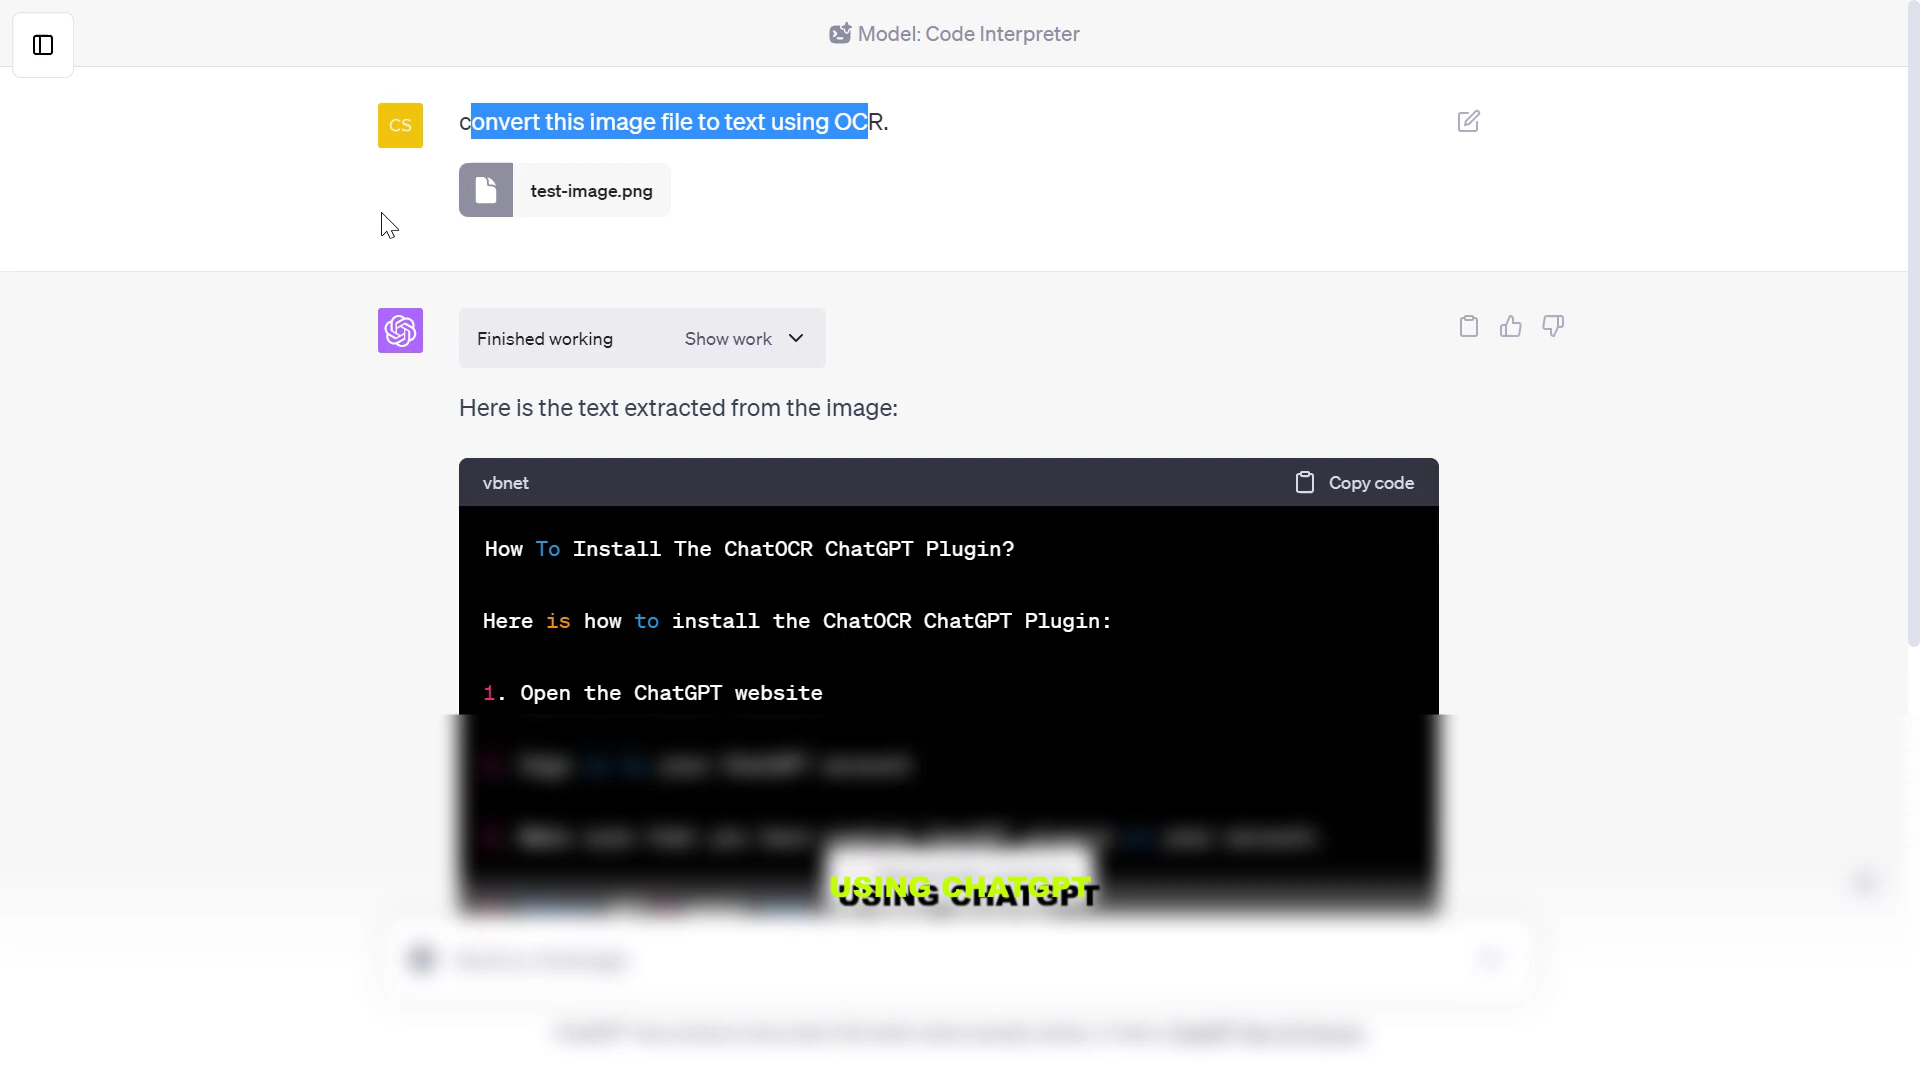 Model: Code Interpreter
CS
convert this image file to text using OCR.
test-image.png
Finished working Show work
Here is the text extracted from the image:
vbnet Copy code
How To Install The ChatOCR ChatGPT Plugin?
Here is how to install the ChatOCR ChatGPT Plugin:
1. Open the ChatGPT website
USING CHATGPT